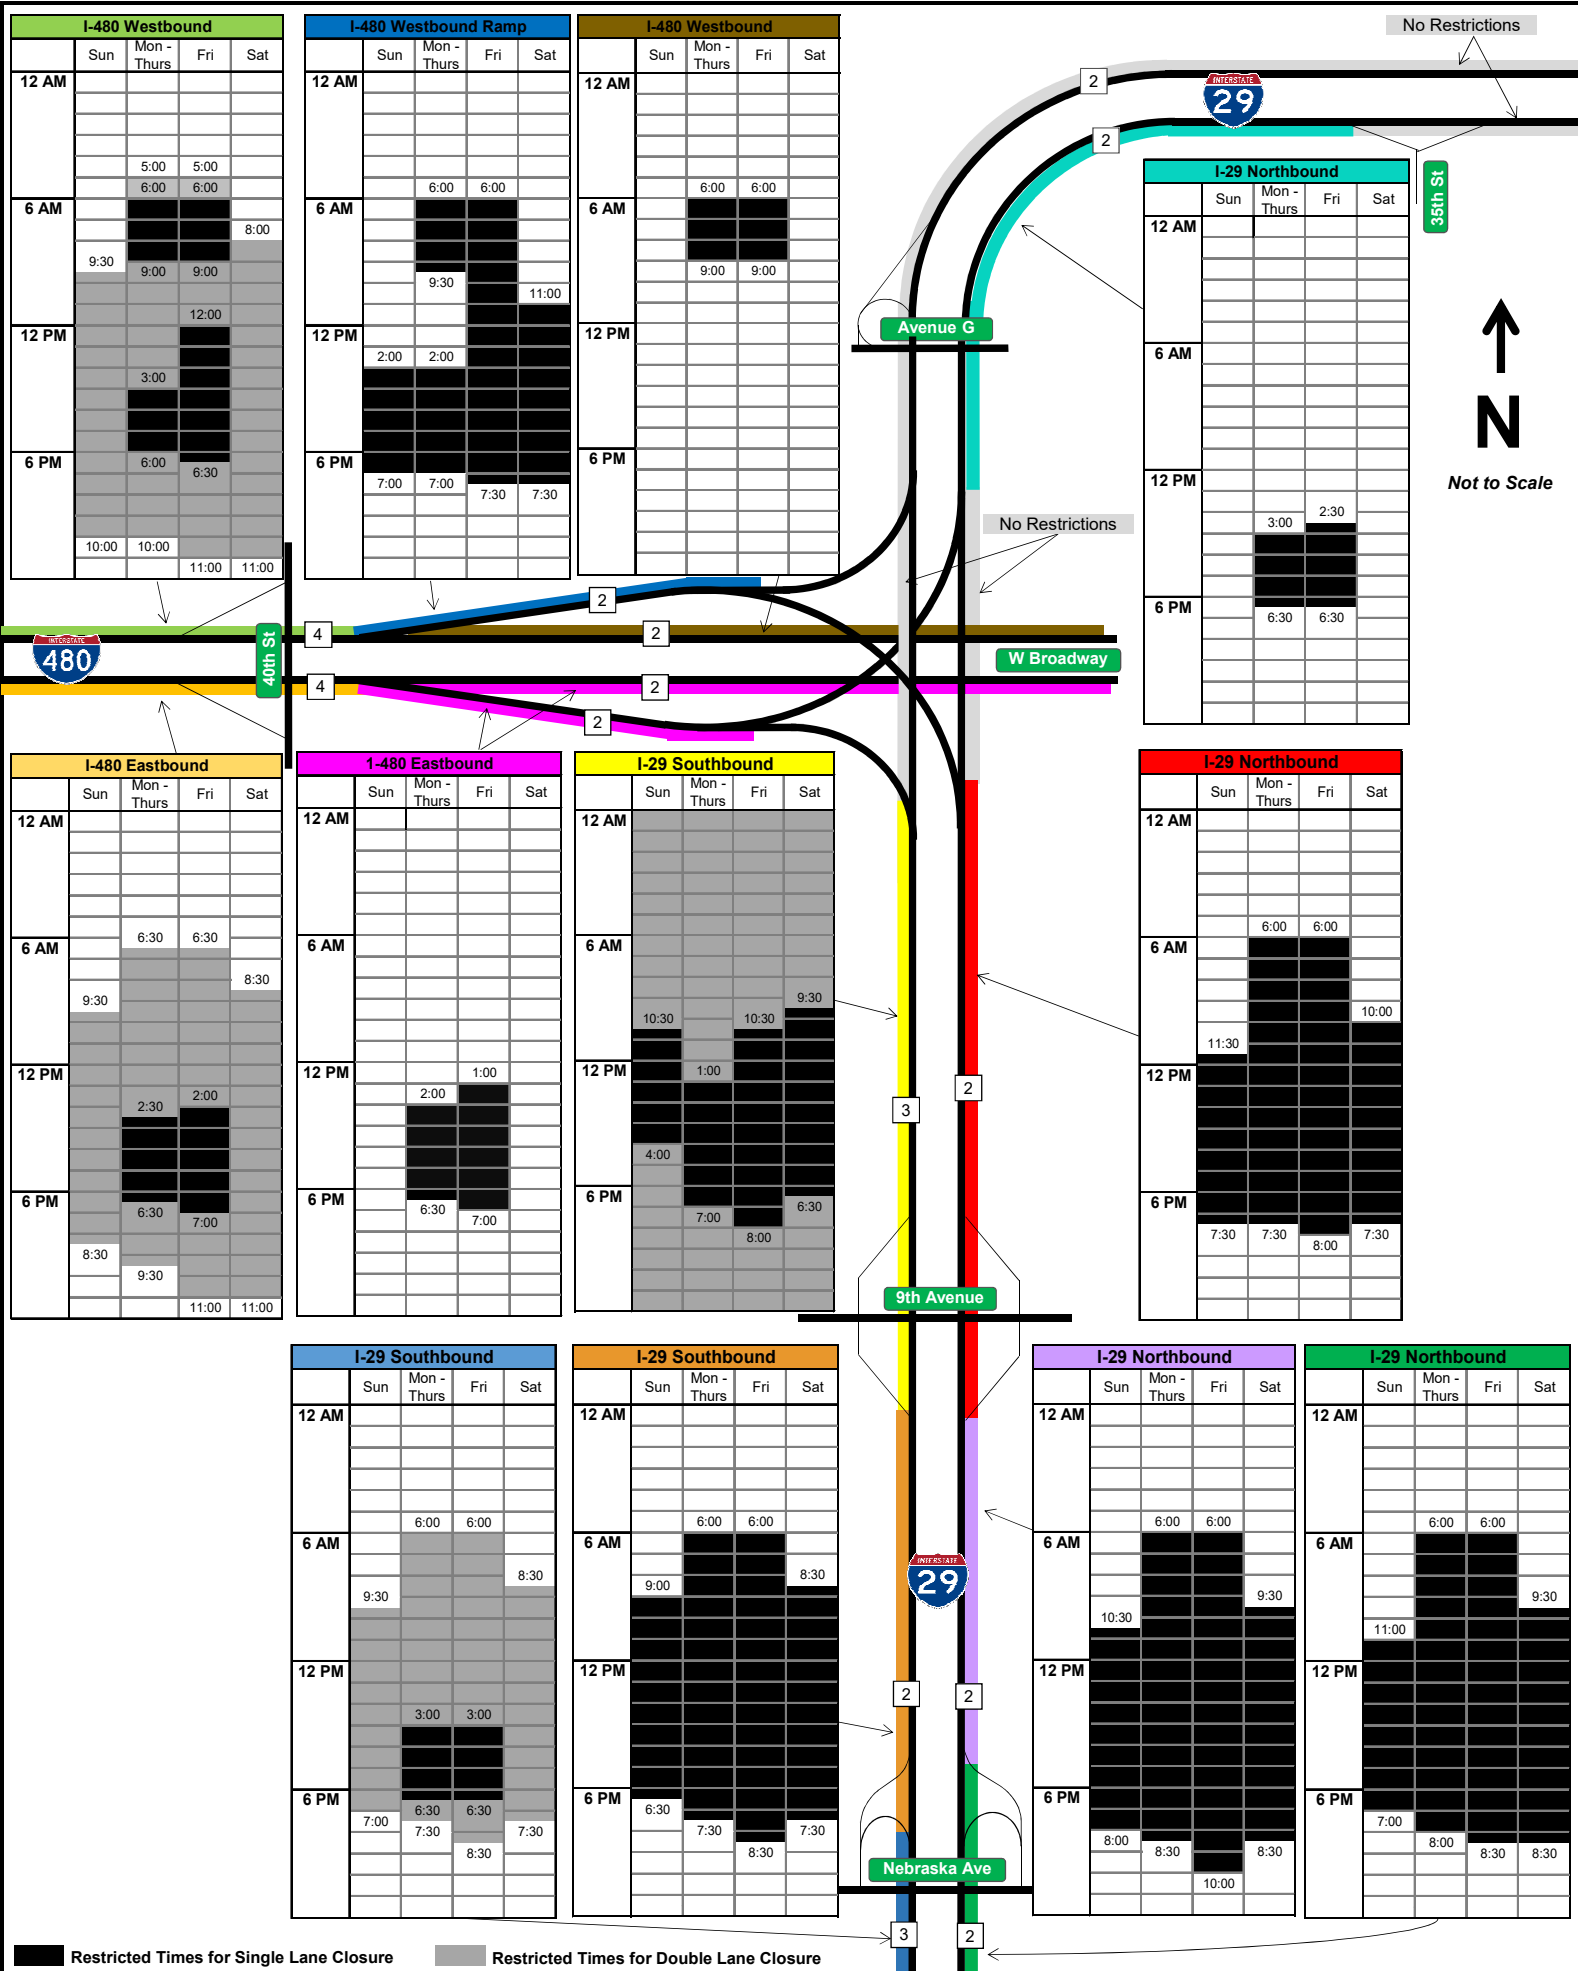 I-480 Westbound
Sun Mon - Thurs Fri Sat
12 AM
5:00 5:00
6:00 6:00
6 AM
8:00
9:30
9:00 9:00
12:00
12 PM
3:00
6 PM
6:00
6:30
10:00 10:00
11:00 11:00
I-480 Westbound Ramp
Sun Mon - Thurs Fri Sat
12 AM
6:00 6:00
6 AM
9:30
11:00
12 PM
2:00 2:00
6 PM
7:00 7:00
7:30 7:30
I-480 Westbound
Sun Mon - Thurs Fri Sat
12 AM
6:00 6:00
6 AM
9:00 9:00
12 PM
6 PM
No Restrictions
2
INTERSTATE
29
2
35th St
I-29 Northbound
Sun Mon - Thurs Fri Sat
12 AM
6 AM
12 PM
2:30
3:00
6 PM
6:30 6:30
N
Not to Scale
Avenue G
No Restrictions
2
4
2
INTERSTATE
480
40th St
W Broadway
4
2
2
I-480 Eastbound
Sun Mon - Thurs Fri Sat
12 AM
6:30 6:30
6 AM
8:30
9:30
12 PM
2:00
2:30
6 PM
6:30
7:00
8:30
9:30
11:00 11:00
1-480 Eastbound
Sun Mon - Thurs Fri Sat
12 AM
6 AM
12 PM
1:00
2:00
6 PM
6:30
7:00
I-29 Southbound
Sun Mon - Thurs Fri Sat
12 AM
6 AM
9:30
10:30 10:30
12 PM
1:00
4:00
6 PM
6:30
7:00
8:00
I-29 Northbound
Sun Mon - Thurs Fri Sat
12 AM
6:00 6:00
6 AM
10:00
11:30
12 PM
6 PM
7:30 7:30 7:30
8:00
2
3
9th Avenue
I-29 Southbound
Sun Mon - Thurs Fri Sat
12 AM
6:00 6:00
6 AM
8:30
9:30
12 PM
3:00 3:00
6 PM
6:30 6:30
7:00
7:30 7:30
8:30
I-29 Southbound
Sun Mon - Thurs Fri Sat
12 AM
6:00 6:00
6 AM
8:30
9:00
12 PM
6 PM
6:30
7:30 7:30
8:30
INTERSTATE
29
2
2
Nebraska Ave
3
2
I-29 Northbound
Sun Mon - Thurs Fri Sat
12 AM
6:00 6:00
6 AM
9:30
10:30
12 PM
6 PM
8:00
8:30 8:30
10:00
I-29 Northbound
Sun Mon - Thurs Fri Sat
12 AM
6:00 6:00
6 AM
9:30
11:00
12 PM
6 PM
7:00
8:00
8:30 8:30
Restricted Times for Single Lane Closure
Restricted Times for Double Lane Closure